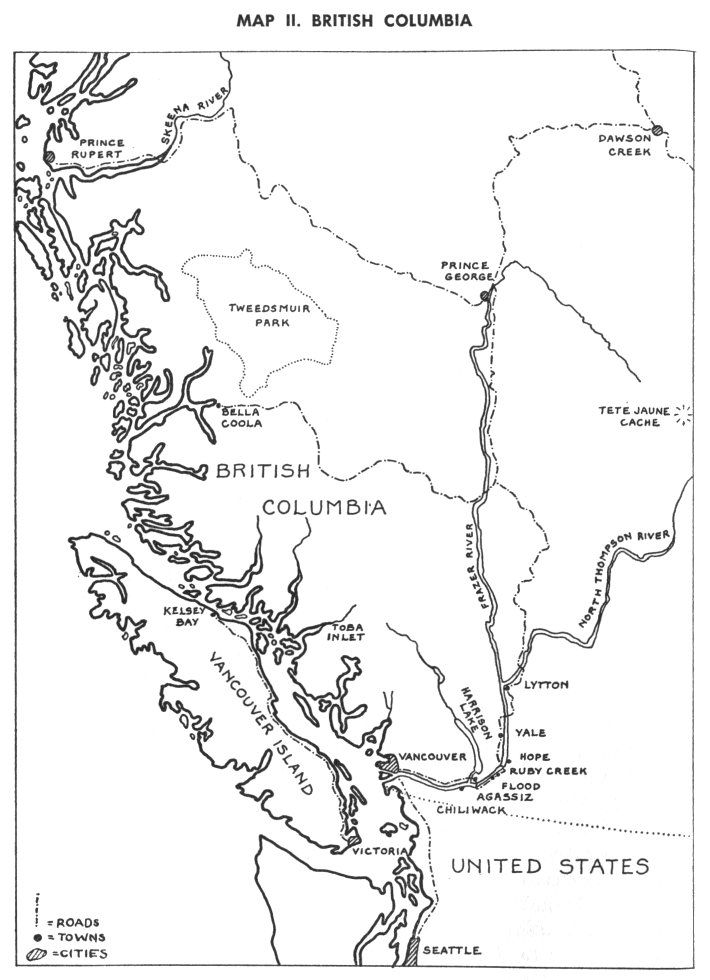 MAP II. BRITISH COLUMBIA
SKEENA RIVER
PRINCE
RUPERT
DAWSON
CREEK
PRINCE
GEORGE
TWEEDSMUIR
PARK
BELLA
COOLA
TETE JAUNE
CACHE
BRITISH
COLUMBIA
FRAZER RIVER
NORTH THOMPSON RIVER
KELSEY
BAY
TOBA
INLET
VANCOUVER ISLAND
HARRISON
LAKE
LYTTON
YALE
VANCOUVER
HOPE
RUBY CREEK
FLOOD
AGASSIZ
CHILIWACK
VICTORIA
UNITED STATES
= ROADS
= TOWNS
= CITIES
SEATTLE